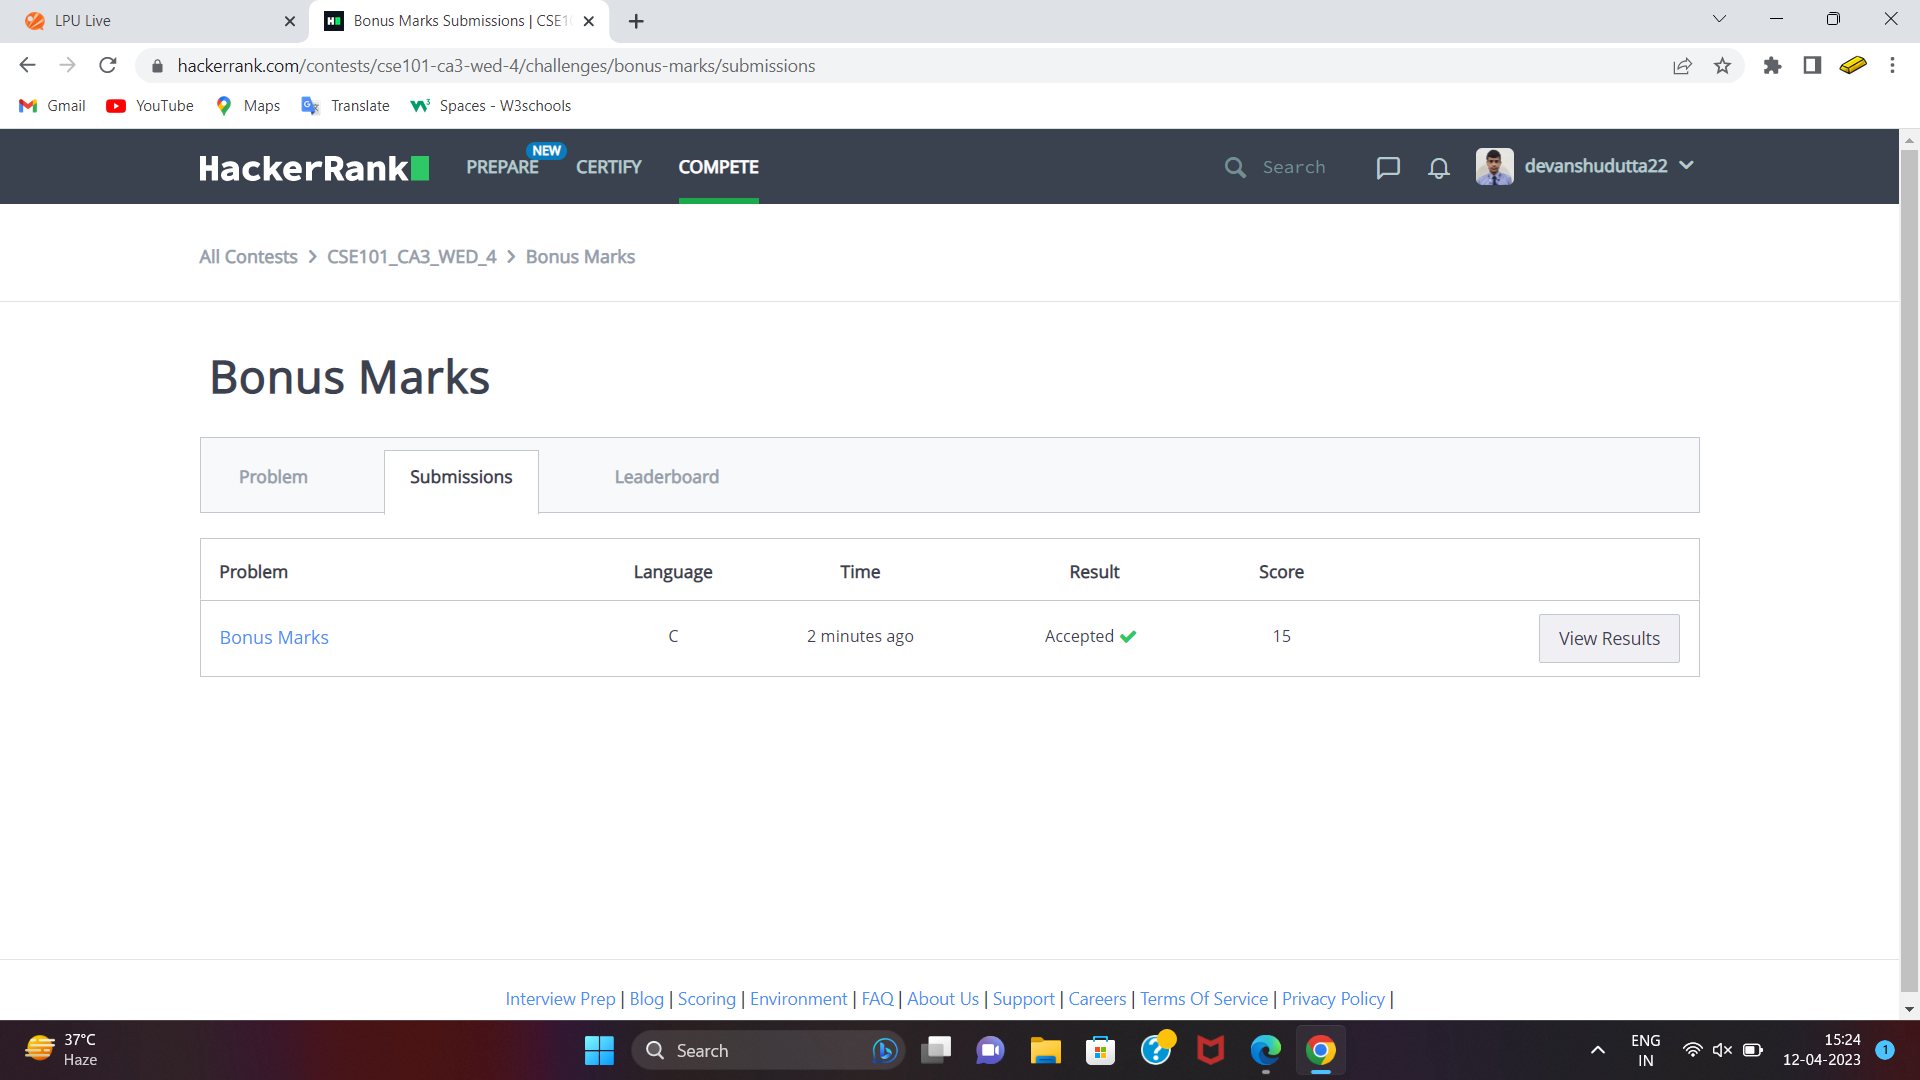 LPU Live
Bonus Marks Submissions | CSE1
hackerrank.com/contests/cse101-ca3-wed-4/challenges/bonus-marks/submissions
Gmail YouTube Maps Translate Spaces - W3schools
HackerRank PREPARE NEW CERTIFY COMPETE Search devanshudutta22
All Contests > CSE101_CA3_WED_4 > Bonus Marks
Bonus Marks
Problem Submissions Leaderboard
Problem Language Time Result Score
Bonus Marks C 2 minutes ago Accepted 15 View Results
Interview Prep | Blog | Scoring | Environment | FAQ | About Us | Support | Careers | Terms Of Service | Privacy Policy |
37°C
Haze
Search
ENG
IN
15:24
12-04-2023
1